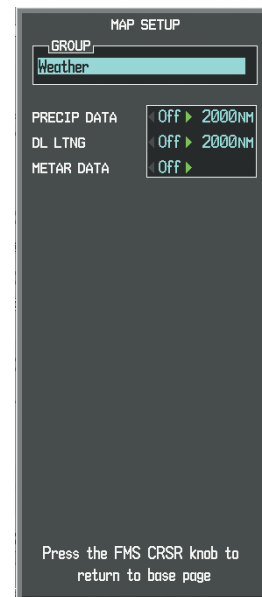 MAP SETUP
GROUP
Weather
PRECIP DATA Off 2000NM
DL LTNG Off 2000NM
METAR DATA Off
Press the FMS CRSR knob to
return to base page